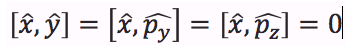 [x̂, ŷ] = [x̂, p̂_y] = [x̂, p̂_z] = 0